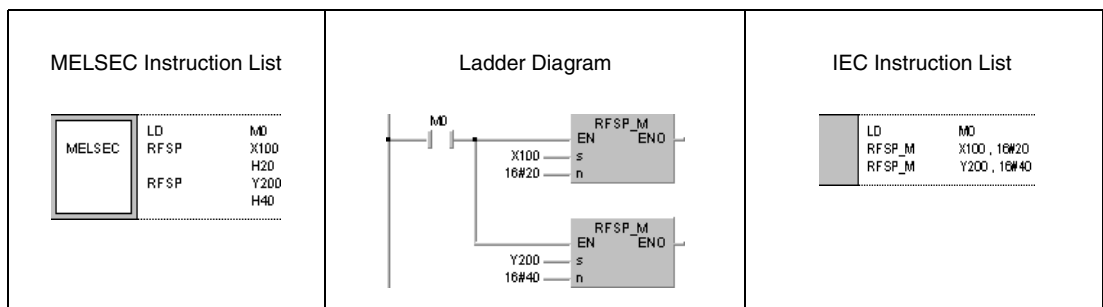 MELSEC Instruction List
MELSEC
LD M0
RFSP X100
H20
RFSP Y200
H40
Ladder Diagram
M0
RFSP_M
EN ENO
X100 s
16#20 n
RFSP_M
EN ENO
Y200 s
16#40 n
IEC Instruction List
LD M0
RFSP_M X100 , 16#20
RFSP_M Y200 , 16#40